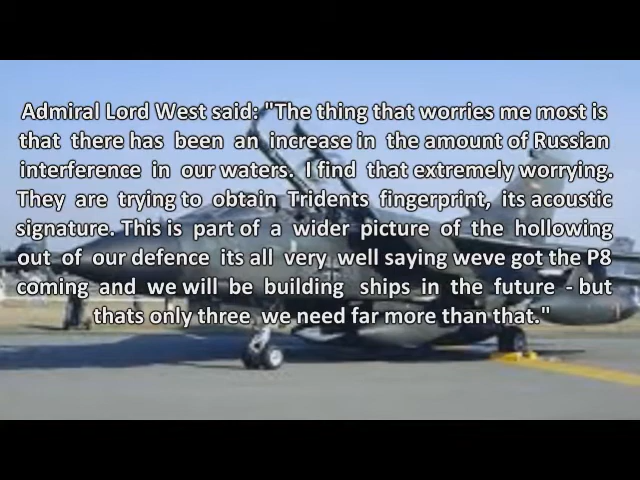 Admiral Lord West said: "The thing that worries me most is
that there has been an increase in the amount of Russian
interference in our waters. I find that extremely worrying.
They are trying to obtain Tridents fingerprint, its acoustic
signature. This is part of a wider picture of the hollowing
out of our defence its all very well saying weve got the P8
coming and we will be building ships in the future - but
thats only three we need far more than that."